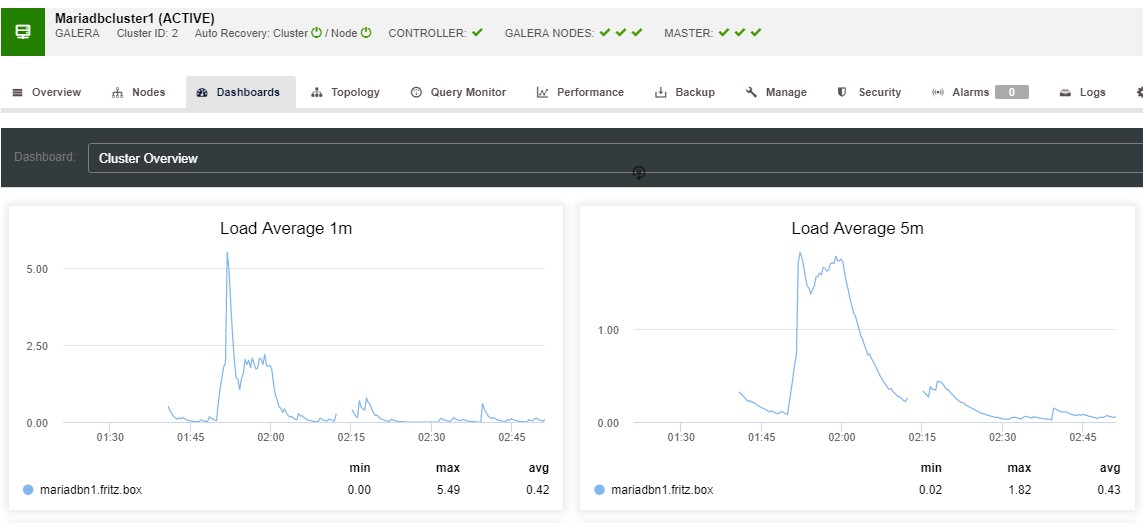 Mariadbcluster1 (ACTIVE)
GALERA Cluster ID: 2 Auto Recovery: Cluster / Node CONTROLLER: GALERA NODES: MASTER:
Overview Nodes Dashboards Topology Query Monitor Performance Backup Manage Security Alarms 0 Logs
Dashboard: Cluster Overview
Load Average 1m
5.00
2.50
0.00
01:30 01:45 02:00 02:15 02:30 02:45
min max avg
mariadbn1.fritz.box 0.00 5.49 0.42
Load Average 5m
1.00
0.00
01:30 01:45 02:00 02:15 02:30 02:45
min max avg
mariadbn1.fritz.box 0.02 1.82 0.43